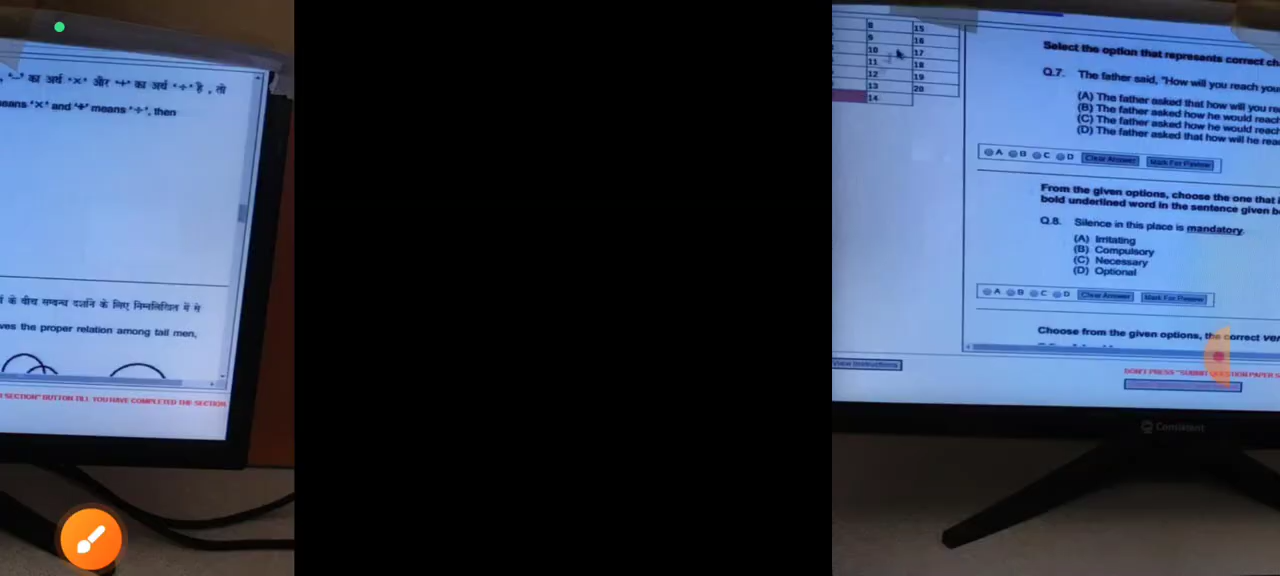 '–' का अर्थ '×' और '+' का अर्थ '÷' है, तो
eans '×' and '+' means '÷', then
के बीच सम्बन्ध दर्शाने के लिए निम्नलिखित में से
ves the proper relation among tall men,
SECTION" BUTTON TILL YOU HAVE COMPLETED THE SECTION
8 15
9 16
10 17
11 18
12 19
13 20
14
View Instructions
Select the option that represents correct ch
Q.7. The father said, "How will you reach your
(A) The father asked that how will you re
(B) The father asked how he would reach
(C) The father asked how he would reach
(D) The father asked that how will he rea
A B C D Clear Answer Mark For Review
From the given options, choose the one that i
bold underlined word in the sentence given b
Q.8. Silence in this place is mandatory.
(A) Irritating
(B) Compulsory
(C) Necessary
(D) Optional
A B C D Clear Answer Mark For Review
Choose from the given options, the correct ver
DON'T PRESS "SUBMIT QUESTION PAPER S
Consistent